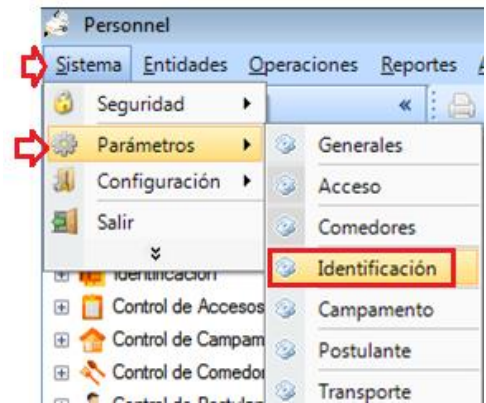 Personnel
Sistema Entidades Operaciones Reportes
Seguridad
Parámetros
Configuración
Salir
Generales
Acceso
Comedores
Identificación
Campamento
Postulante
Transporte
Identificación
Control de Accesos
Control de Campam
Control de Comedor